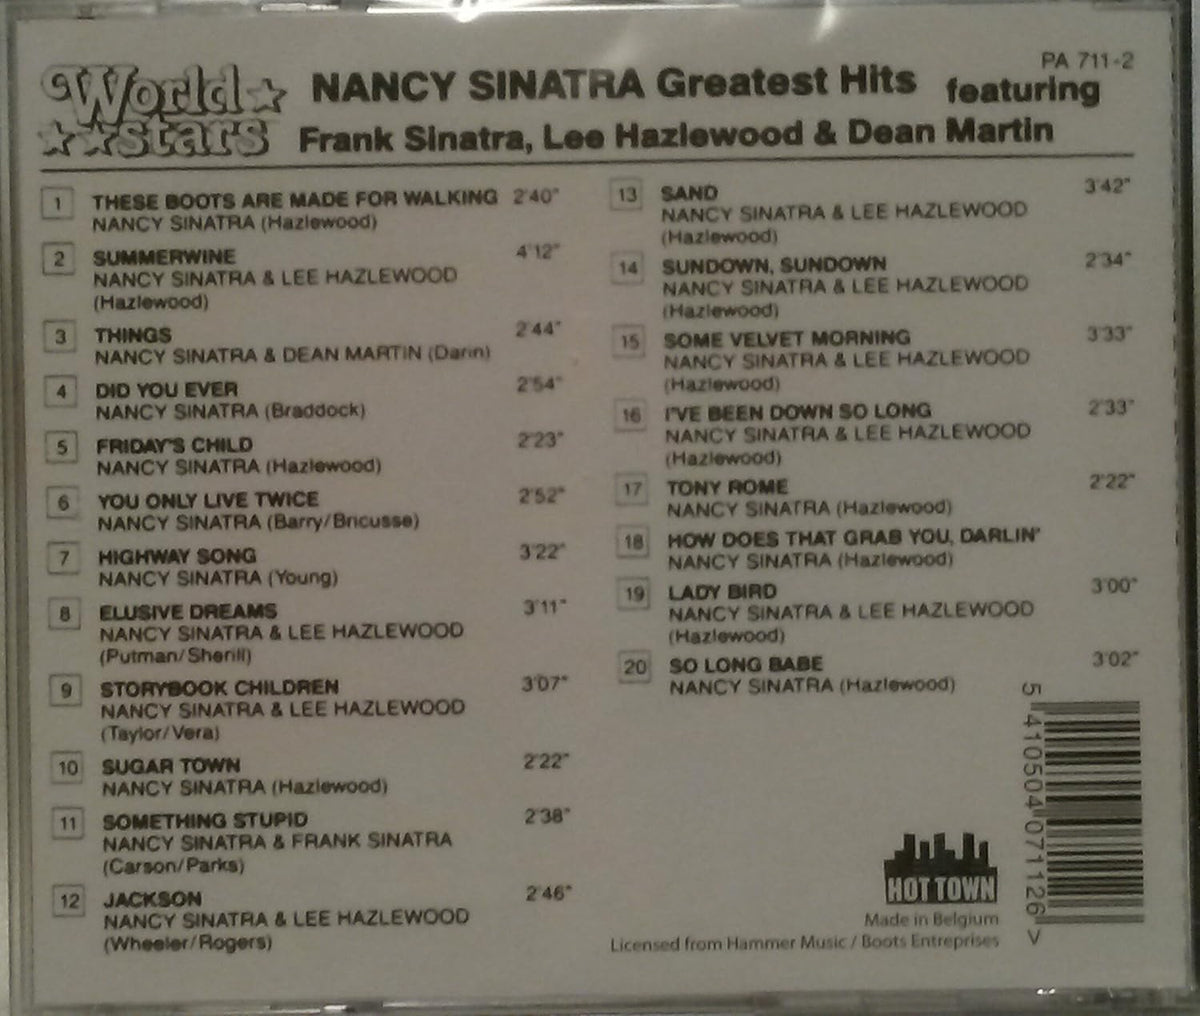 World
stars
NANCY SINATRA Greatest Hits featuring
Frank Sinatra, Lee Hazlewood & Dean Martin
PA 711-2
1 THESE BOOTS ARE MADE FOR WALKING 2'40"
NANCY SINATRA (Hazlewood)
2 SUMMERWINE 4'12"
NANCY SINATRA & LEE HAZLEWOOD
(Hazlewood)
3 THINGS 2'44"
NANCY SINATRA & DEAN MARTIN (Darin)
4 DID YOU EVER 2'54"
NANCY SINATRA (Braddock)
5 FRIDAY'S CHILD 2'23"
NANCY SINATRA (Hazlewood)
6 YOU ONLY LIVE TWICE 2'52"
NANCY SINATRA (Barry/Bricusse)
7 HIGHWAY SONG 3'22"
NANCY SINATRA (Young)
8 ELUSIVE DREAMS 3'11"
NANCY SINATRA & LEE HAZLEWOOD
(Putman/Sherill)
9 STORYBOOK CHILDREN 3'07"
NANCY SINATRA & LEE HAZLEWOOD
(Taylor/Vera)
10 SUGAR TOWN 2'22"
NANCY SINATRA (Hazlewood)
11 SOMETHING STUPID 2'38"
NANCY SINATRA & FRANK SINATRA
(Carson/Parks)
12 JACKSON 2'46"
NANCY SINATRA & LEE HAZLEWOOD
(Wheeler/Rogers)
13 SAND 3'42"
NANCY SINATRA & LEE HAZLEWOOD
(Hazlewood)
14 SUNDOWN, SUNDOWN 2'34"
NANCY SINATRA & LEE HAZLEWOOD
(Hazlewood)
15 SOME VELVET MORNING 3'33"
NANCY SINATRA & LEE HAZLEWOOD
(Hazlewood)
16 I'VE BEEN DOWN SO LONG 2'33"
NANCY SINATRA & LEE HAZLEWOOD
(Hazlewood)
17 TONY ROME 2'22"
NANCY SINATRA (Hazlewood)
18 HOW DOES THAT GRAB YOU, DARLIN'
NANCY SINATRA (Hazlewood)
19 LADY BIRD 3'00"
NANCY SINATRA & LEE HAZLEWOOD
(Hazlewood)
20 SO LONG BABE 3'02"
NANCY SINATRA (Hazlewood)
5 410504 071126 >
HOT TOWN
Made in Belgium
Licensed from Hammer Music / Boots Entreprises